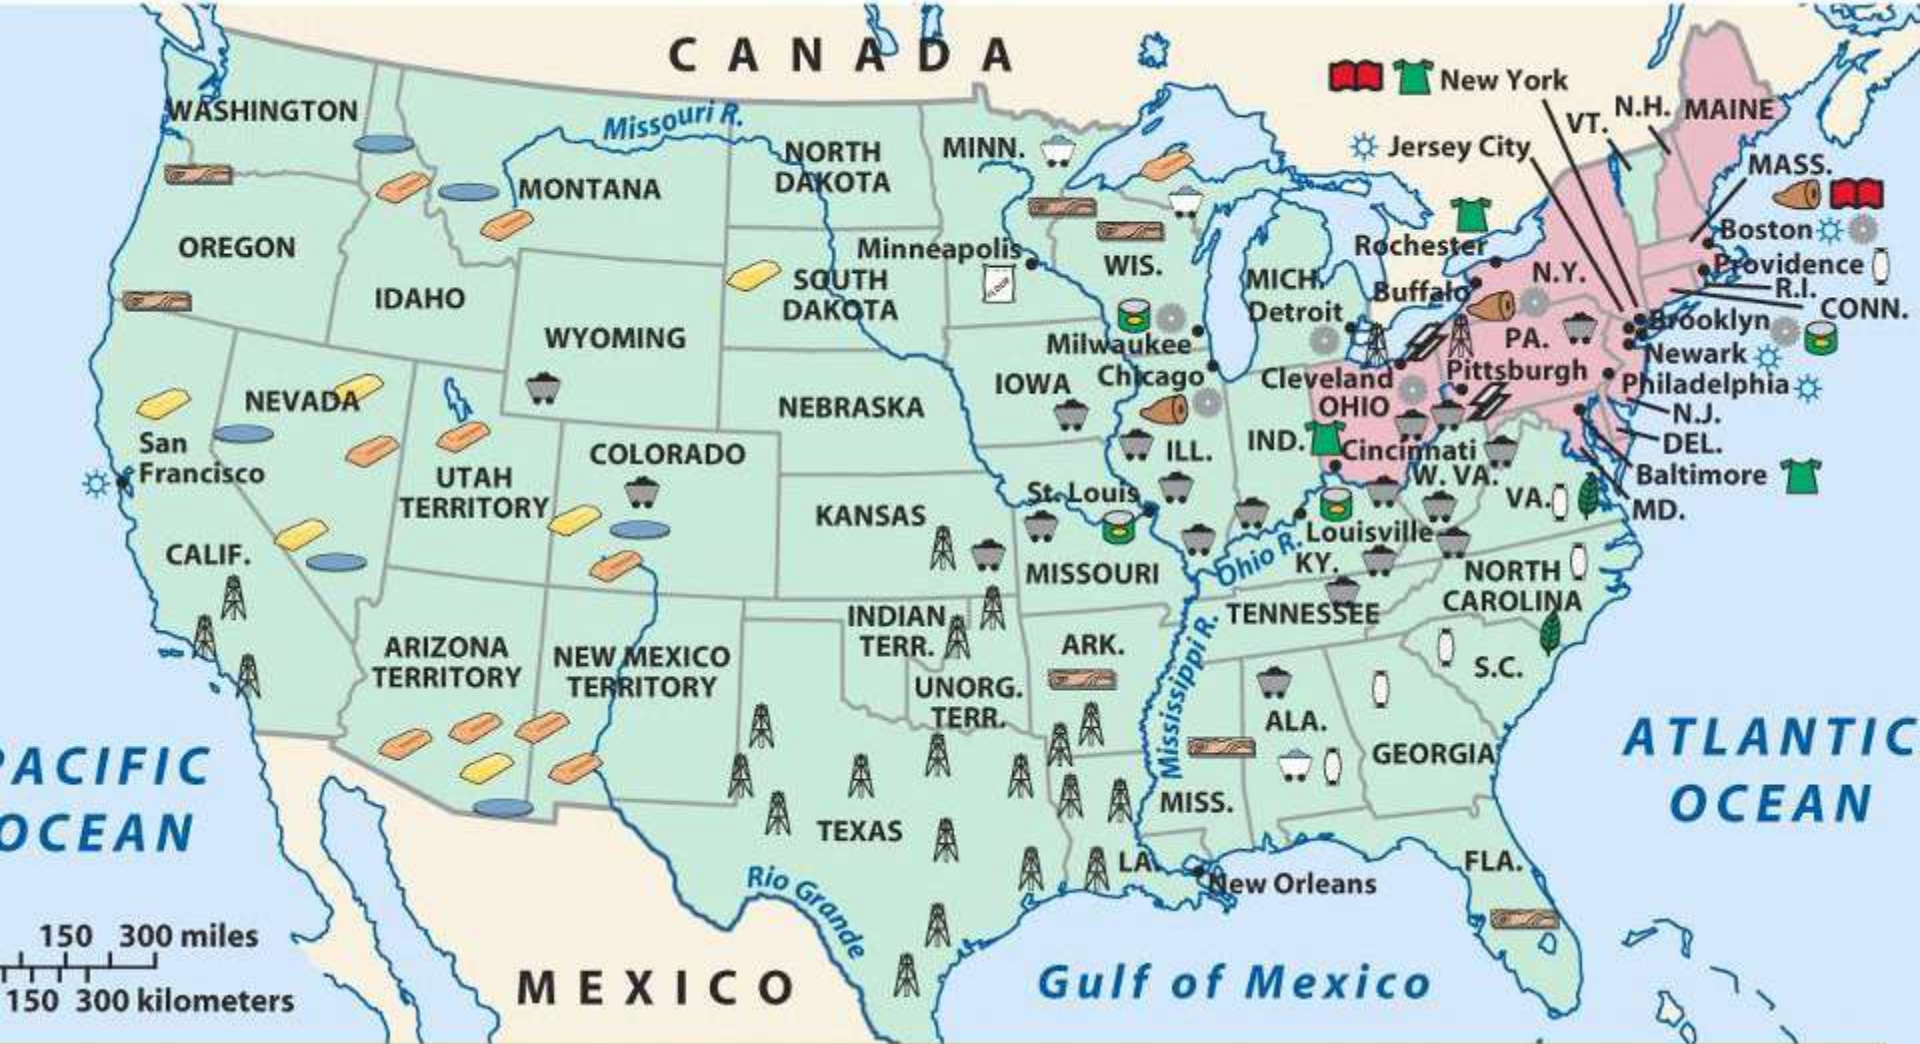 CANADA
WASHINGTON
Missouri R.
New York
N.H.
MAINE
VT.
Jersey City
MINN.
NORTH
DAKOTA
MASS.
MONTANA
Boston
OREGON
Minneapolis
Rochester
WIS.
MICH.
Providence
N.Y.
R.I.
IDAHO
SOUTH
DAKOTA
FLOUR
Buffalo
CONN.
Detroit
Brooklyn
WYOMING
Milwaukee
PA.
Newark
IOWA
Chicago
Cleveland
Pittsburgh
Philadelphia
NEVADA
NEBRASKA
OHIO
N.J.
San
Francisco
COLORADO
ILL.
IND.
Cincinnati
DEL.
UTAH
TERRITORY
W. VA.
Baltimore
St. Louis
VA.
MD.
KANSAS
Louisville
CALIF.
Ohio R.
KY.
MISSOURI
NORTH
CAROLINA
INDIAN
TERR.
TENNESSEE
ARIZONA
TERRITORY
NEW MEXICO
TERRITORY
ARK.
Mississippi R.
S.C.
UNORG.
TERR.
ALA.
GEORGIA
PACIFIC
OCEAN
ATLANTIC
OCEAN
MISS.
TEXAS
LA.
FLA.
New Orleans
Rio Grande
150 300 miles
150 300 kilometers
MEXICO
Gulf of Mexico